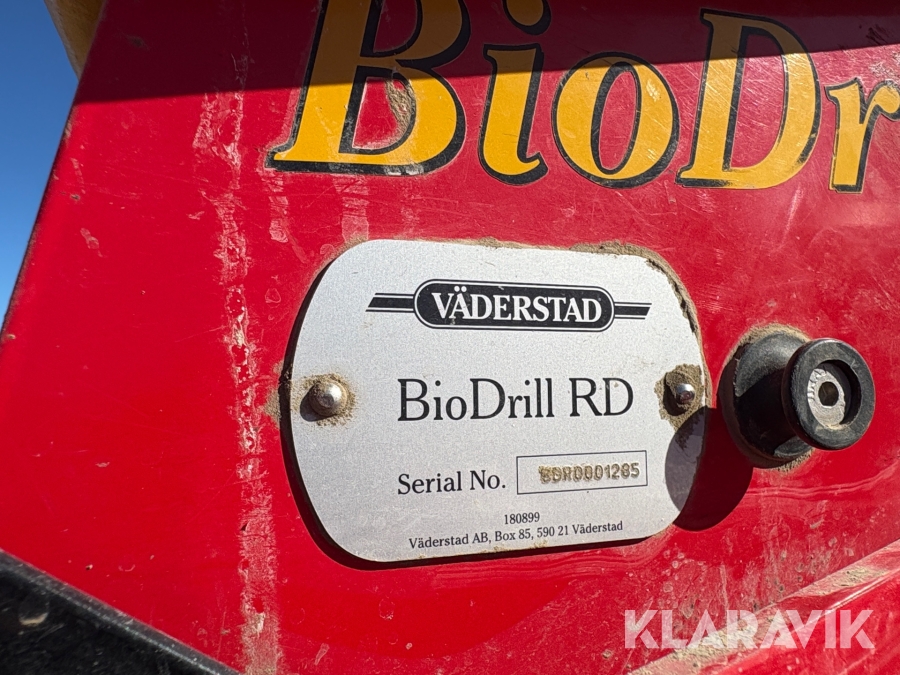 BioDr
VÄDERSTAD
BioDrill RD
Serial No. BDR0001285
180899
Väderstad AB, Box 85, 590 21 Väderstad
KLARAVIK